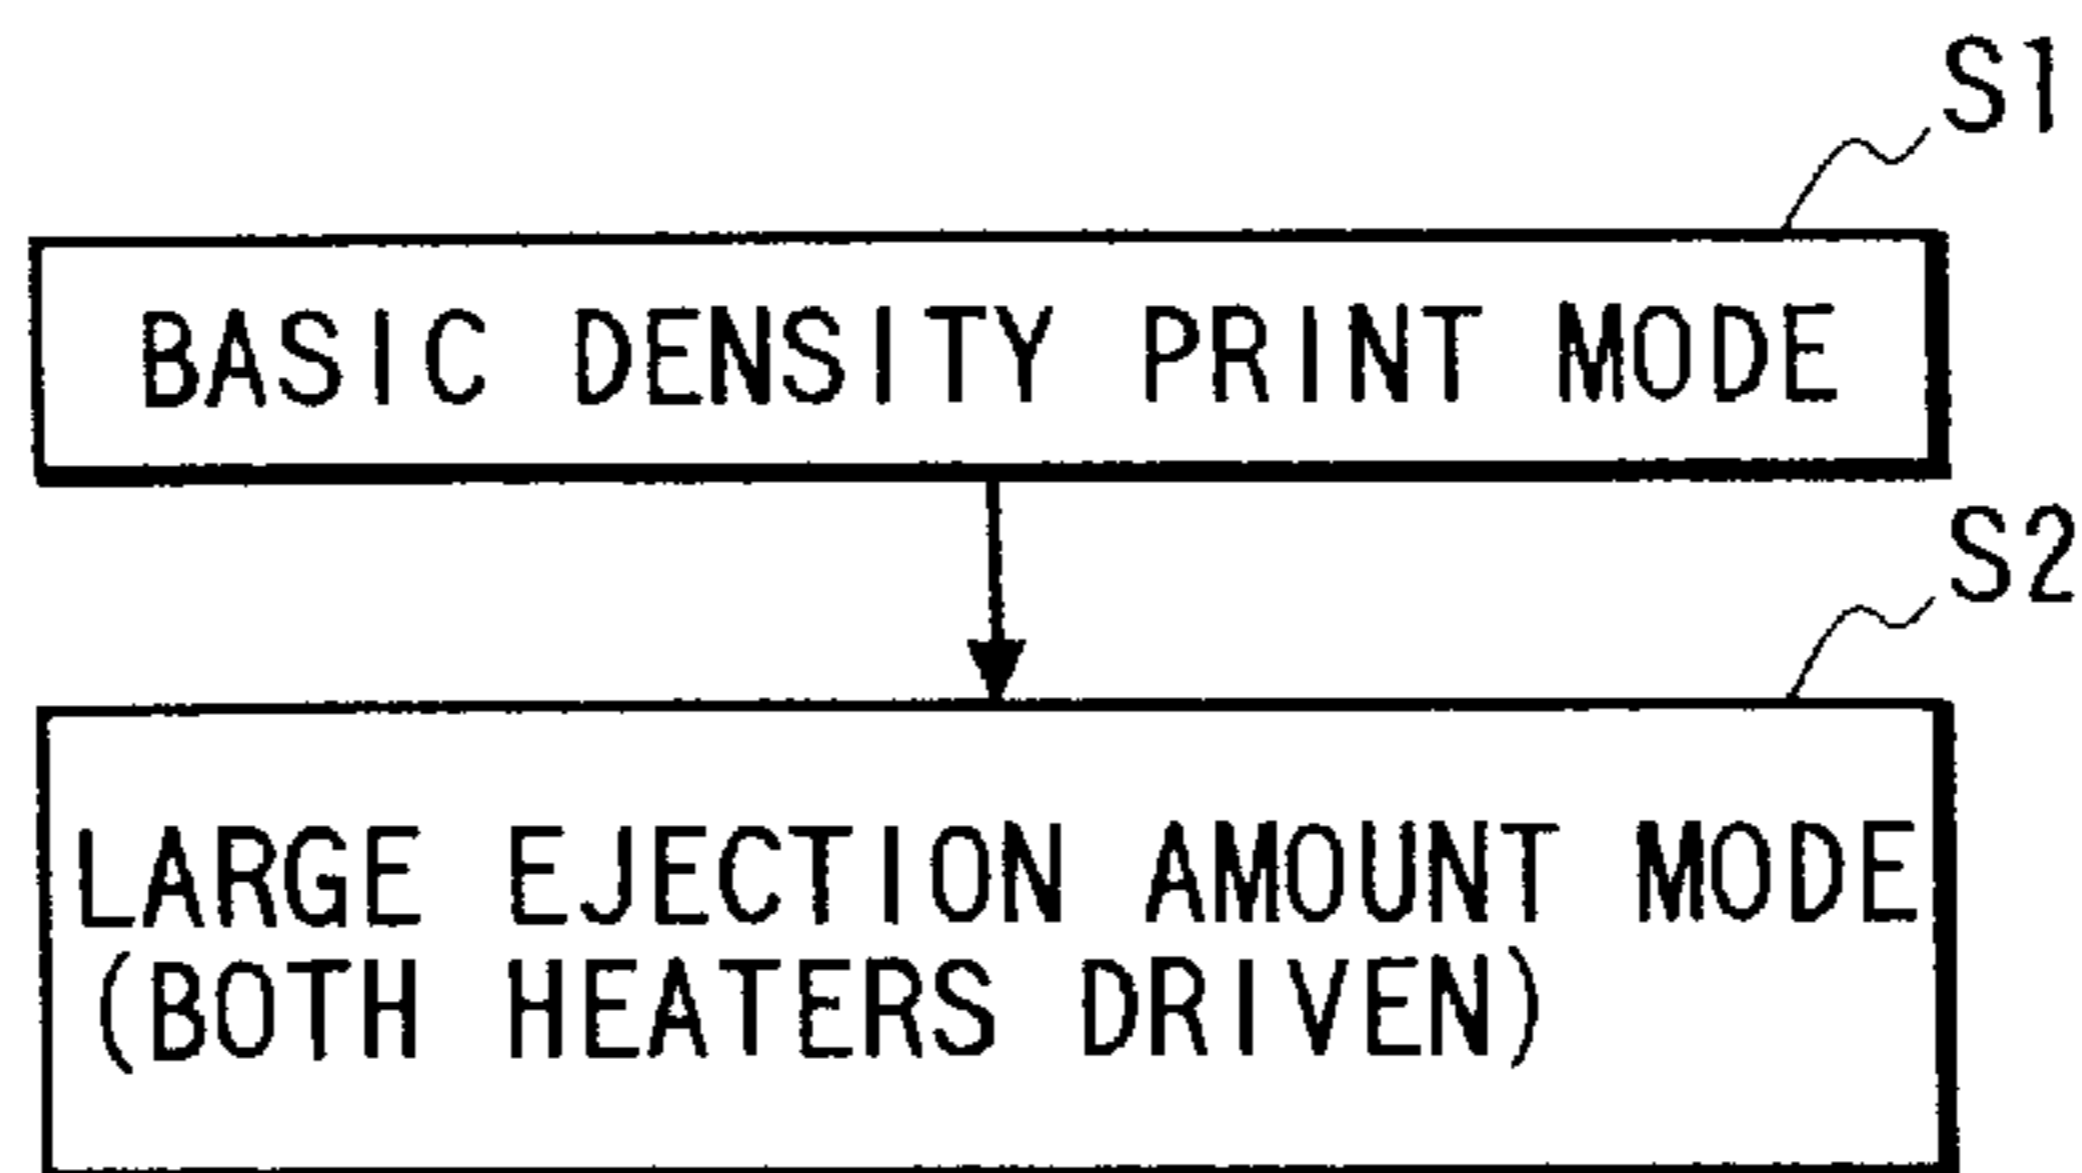 S1
BASIC DENSITY PRINT MODE
S2
LARGE EJECTION AMOUNT MODE
(BOTH HEATERS DRIVEN)